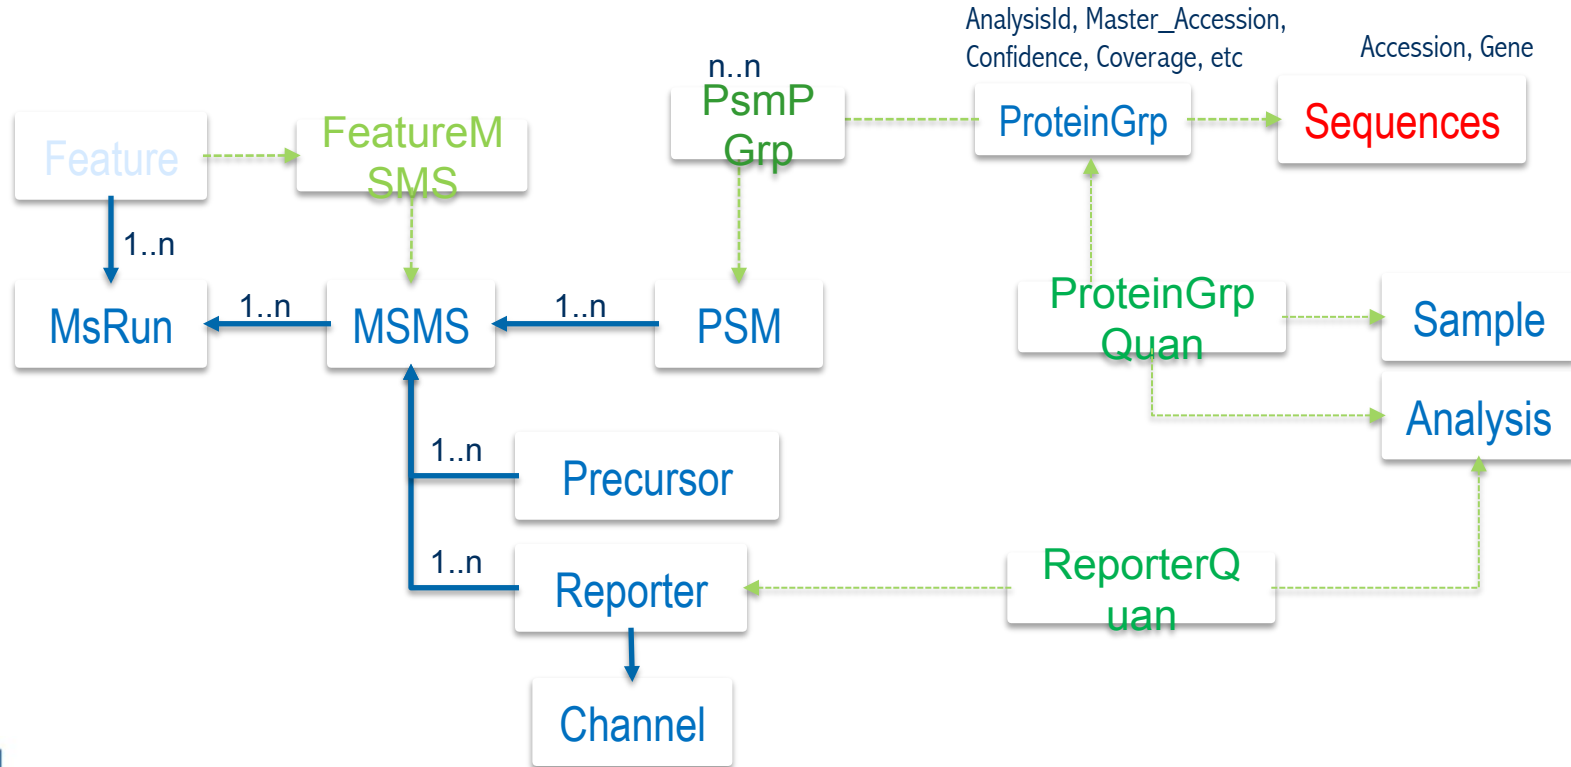 AnalysisId, Master_Accession,
Confidence, Coverage, etc
Accession, Gene
n..n
PsmP
Grp
ProteinGrp
Sequences
Feature
FeatureM
SMS
1..n
MsRun
1..n
MSMS
1..n
PSM
ProteinGrp
Quan
Sample
Analysis
1..n
Precursor
1..n
Reporter
ReporterQ
uan
Channel